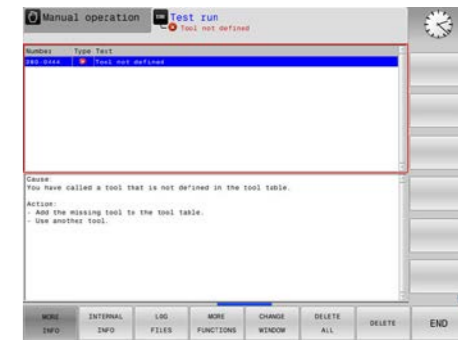 Manual operation
Test run
Tool not defined
Number Type Text
280-0444 Tool not defined
Cause:
You have called a tool that is not defined in the tool table.
Action:
- Add the missing tool to the tool table.
- Use another tool.
MORE INFO
INTERNAL INFO
LOG FILES
MORE FUNCTIONS
CHANGE WINDOW
DELETE ALL
DELETE
END